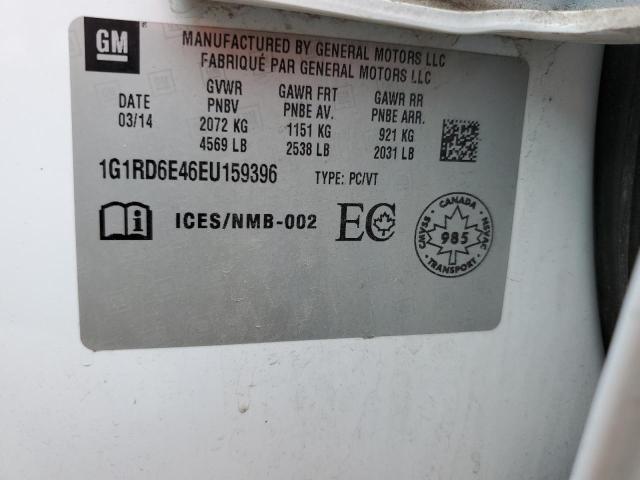 GM
MANUFACTURED BY GENERAL MOTORS LLC
FABRIQUÉ PAR GENERAL MOTORS LLC
DATE
03/14
GVWR
PNBV
2072 KG
4569 LB
GAWR FRT
PNBE AV.
1151 KG
2538 LB
GAWR RR
PNBE ARR.
921 KG
2031 LB
1G1RD6E46EU159396 TYPE: PC/VT
i ICES/NMB-002 EC
CANADA
CMVSS
NSVAC
985
TRANSPORT